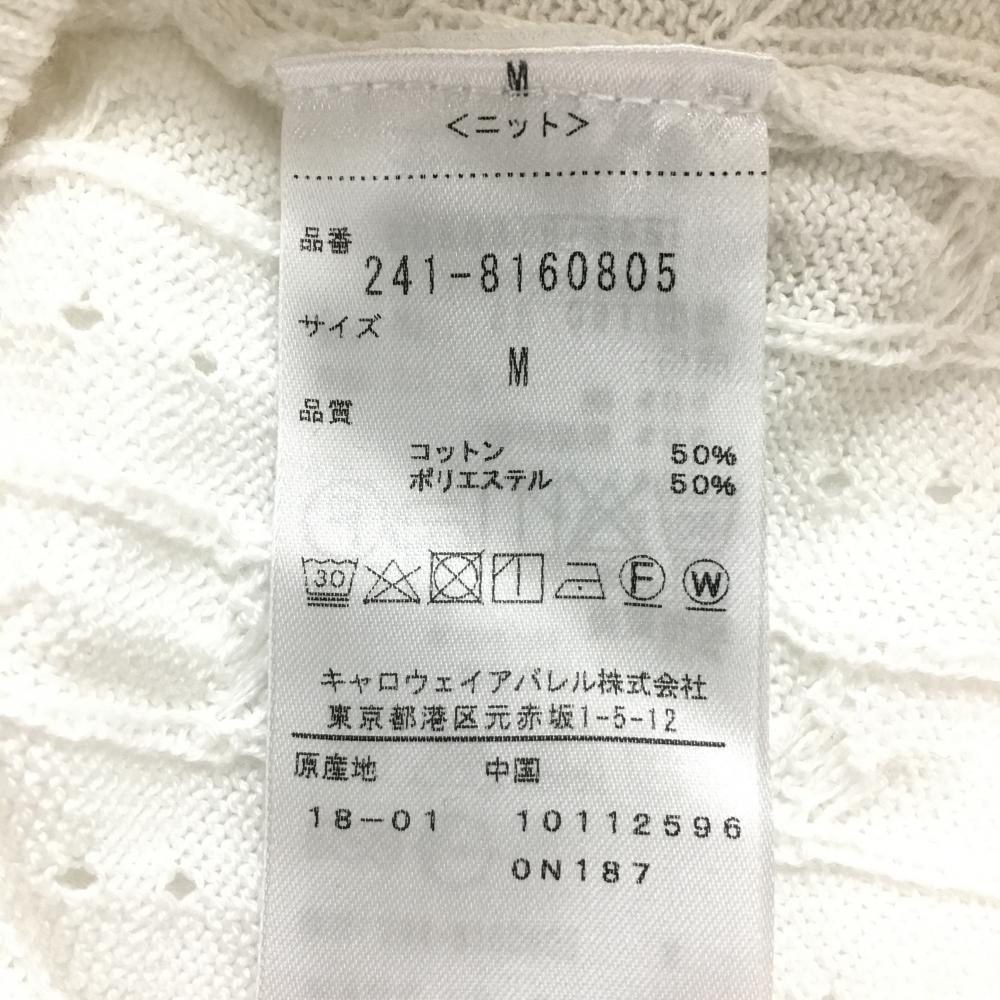 M
<ニット>
品番
241-8160805
サイズ
M
品質
コットン 50%
ポリエステル 50%
30 F W
キャロウェイアパレル株式会社
東京都港区元赤坂1-5-12
原産地 中国
18-01 10112596
0N187